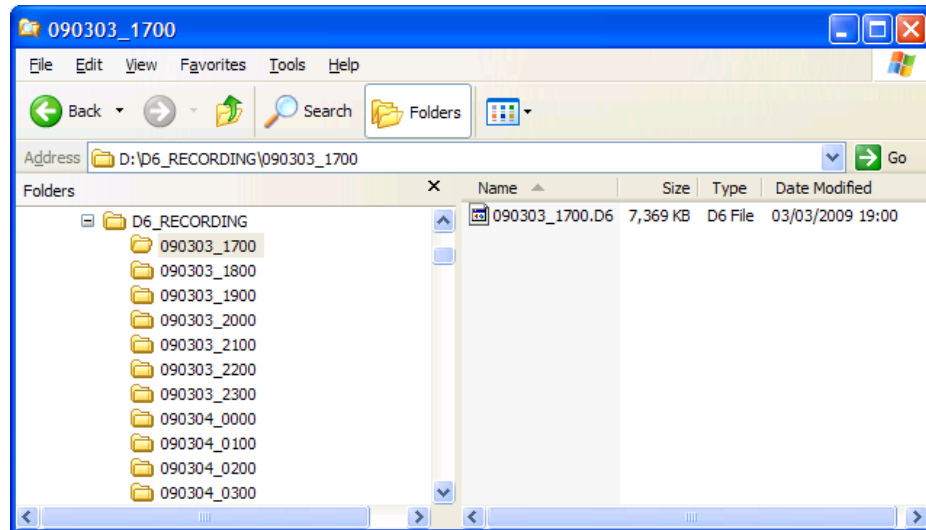 090303_1700
File Edit View Favorites Tools Help
Back Search Folders
Address D:\D6_RECORDING\090303_1700 Go
Folders Name Size Type Date Modified
D6_RECORDING 090303_1700.D6 7,369 KB D6 File 03/03/2009 19:00
090303_1700
090303_1800
090303_1900
090303_2000
090303_2100
090303_2200
090303_2300
090304_0000
090304_0100
090304_0200
090304_0300